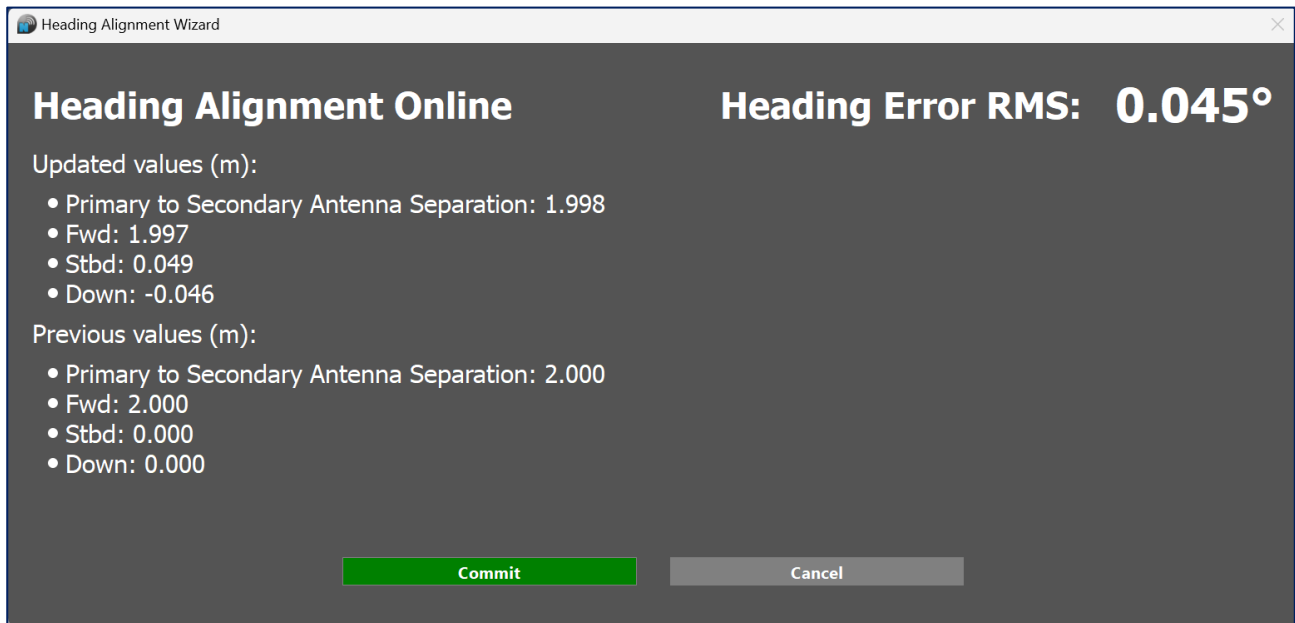 Heading Alignment Wizard
Heading Alignment Online
Heading Error RMS: 0.045°
Updated values (m):
• Primary to Secondary Antenna Separation: 1.998
• Fwd: 1.997
• Stbd: 0.049
• Down: -0.046
Previous values (m):
• Primary to Secondary Antenna Separation: 2.000
• Fwd: 2.000
• Stbd: 0.000
• Down: 0.000
Commit
Cancel